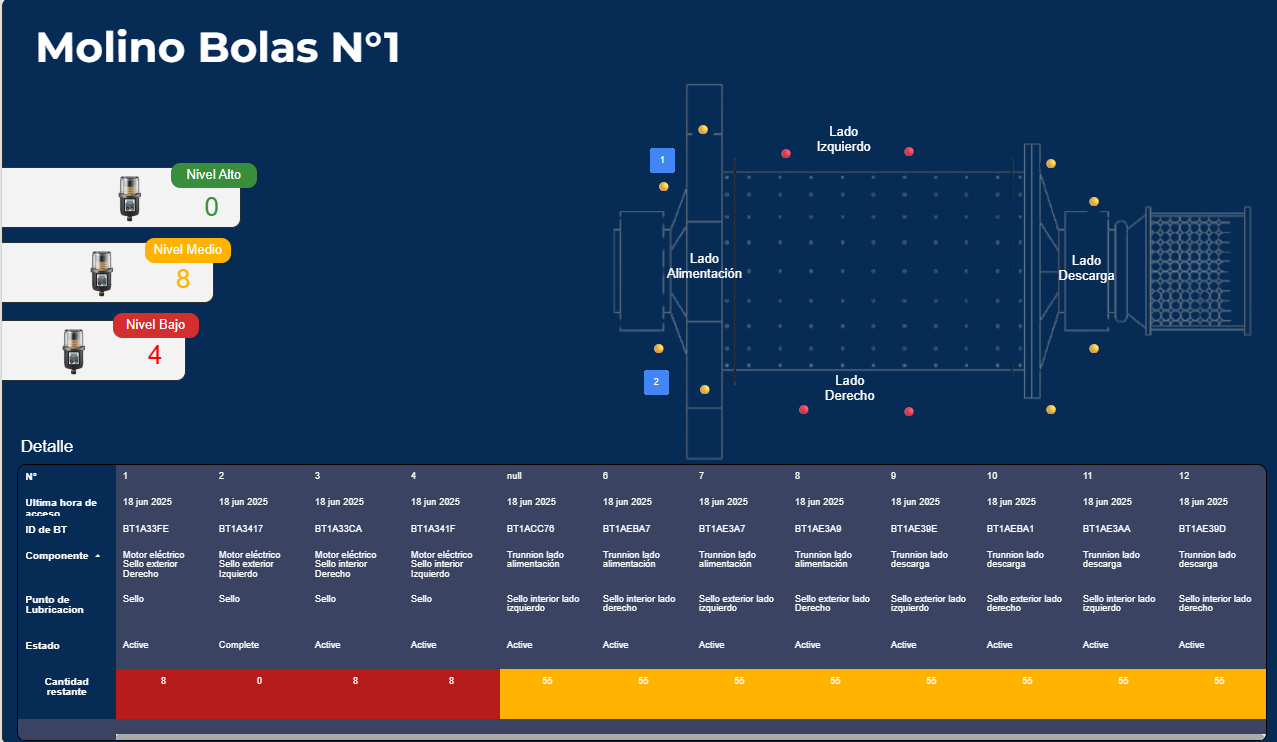 Molino Bolas N°1
Nivel Alto
0
Nivel Medio
8
Nivel Bajo
4
1
Lado
Izquierdo
Lado
Alimentación
Lado
Descarga
2
Lado
Derecho
Detalle
N° 1 2 3 4 null 6 7 8 9 10 11 12
Ultima hora de
acceso
18 jun 2025 18 jun 2025 18 jun 2025 18 jun 2025 18 jun 2025 18 jun 2025 18 jun 2025 18 jun 2025 18 jun 2025 18 jun 2025 18 jun 2025 18 jun 2025
ID de BT BT1A33FE BT1A3417 BT1A33CA BT1A341F BT1ACC76 BT1AEBA7 BT1AE3A7 BT1AE3A9 BT1AE39E BT1AEBA1 BT1AE3AA BT1AE39D
Componente Motor eléctrico Motor eléctrico Motor eléctrico Motor eléctrico Trunnion lado Trunnion lado Trunnion lado Trunnion lado Trunnion lado Trunnion lado Trunnion lado Trunnion lado
Sello exterior Sello exterior Sello interior Sello interior alimentación alimentación alimentación alimentación descarga descarga descarga descarga
Derecho Izquierdo Derecho Izquierdo
Punto de Sello Sello Sello Sello Sello interior lado Sello interior lado Sello exterior lado Sello exterior lado Sello exterior lado Sello exterior lado Sello interior lado Sello interior lado
Lubricacion izquierdo derecho izquierdo Derecho izquierdo derecho izquierdo derecho
Estado Active Complete Active Active Active Active Active Active Active Active Active Active
Cantidad
restante
8 0 8 8 55 55 55 55 55 55 55 55